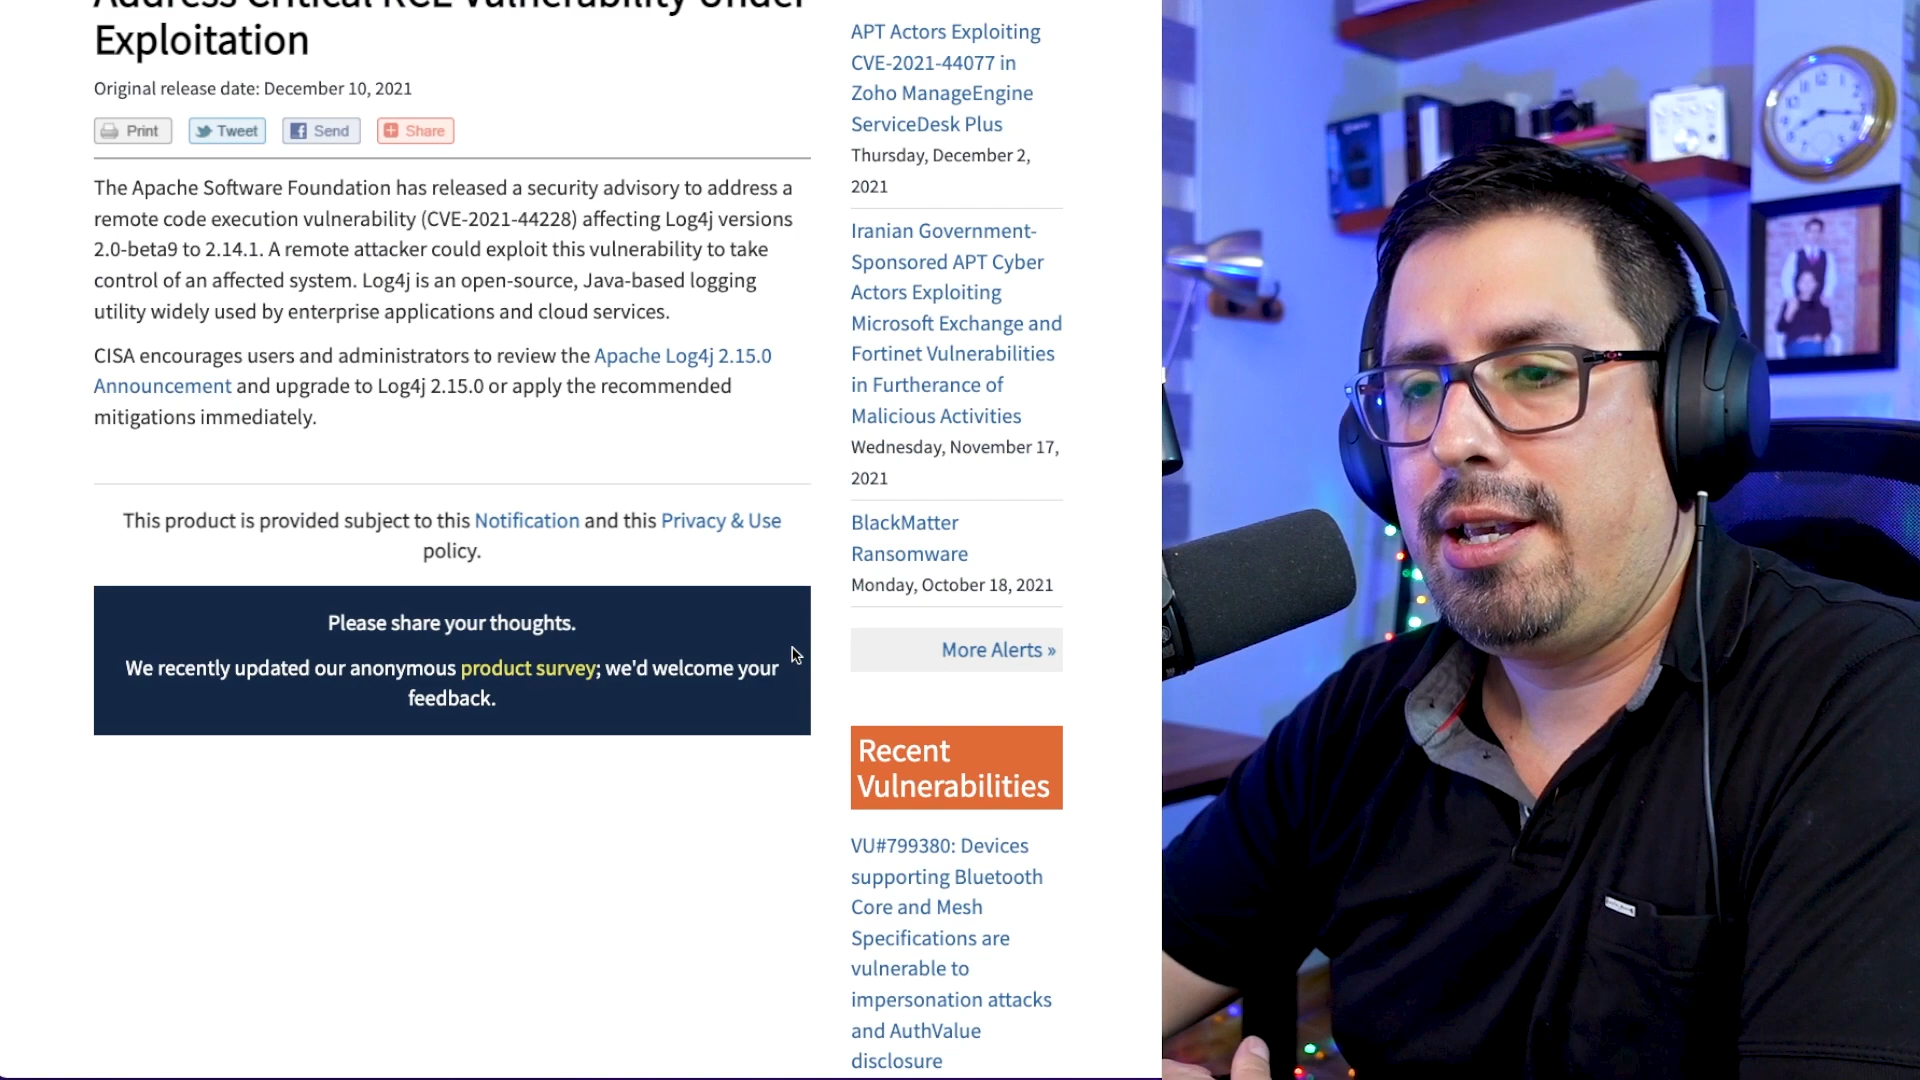 Address Critical RCE Vulnerability Under
Exploitation
Original release date: December 10, 2021
Print
Tweet
Send
Share
The Apache Software Foundation has released a security advisory to address a
remote code execution vulnerability (CVE-2021-44228) affecting Log4j versions
2.0-beta9 to 2.14.1. A remote attacker could exploit this vulnerability to take
control of an affected system. Log4j is an open-source, Java-based logging
utility widely used by enterprise applications and cloud services.
CISA encourages users and administrators to review the Apache Log4j 2.15.0
Announcement and upgrade to Log4j 2.15.0 or apply the recommended
mitigations immediately.
This product is provided subject to this Notification and this Privacy & Use
policy.
Please share your thoughts.
We recently updated our anonymous product survey; we'd welcome your
feedback.
APT Actors Exploiting
CVE-2021-44077 in
Zoho ManageEngine
ServiceDesk Plus
Thursday, December 2,
2021
Iranian Government-
Sponsored APT Cyber
Actors Exploiting
Microsoft Exchange and
Fortinet Vulnerabilities
in Furtherance of
Malicious Activities
Wednesday, November 17,
2021
BlackMatter
Ransomware
Monday, October 18, 2021
More Alerts »
Recent
Vulnerabilities
VU#799380: Devices
supporting Bluetooth
Core and Mesh
Specifications are
vulnerable to
impersonation attacks
and AuthValue
disclosure